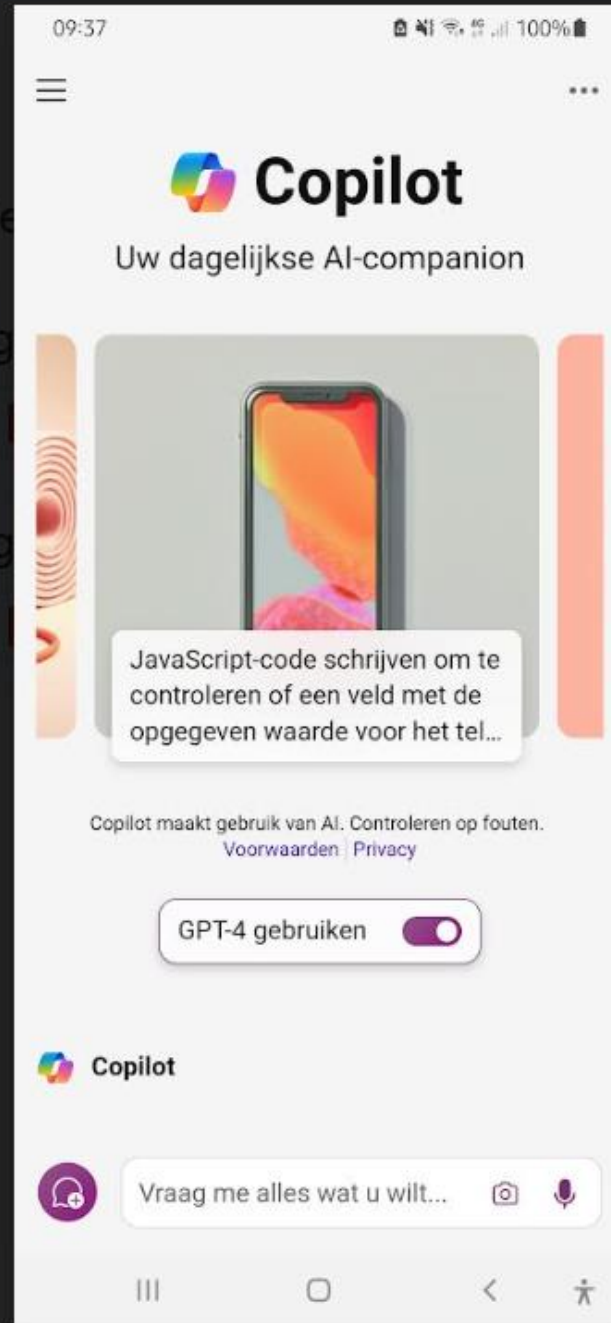 09:37
100%
Copilot
Uw dagelijkse AI-companion
JavaScript-code schrijven om te
controleren of een veld met de
opgegeven waarde voor het tel...
Copilot maakt gebruik van AI. Controleren op fouten.
Voorwaarden Privacy
GPT-4 gebruiken
Copilot
Vraag me alles wat u wilt...